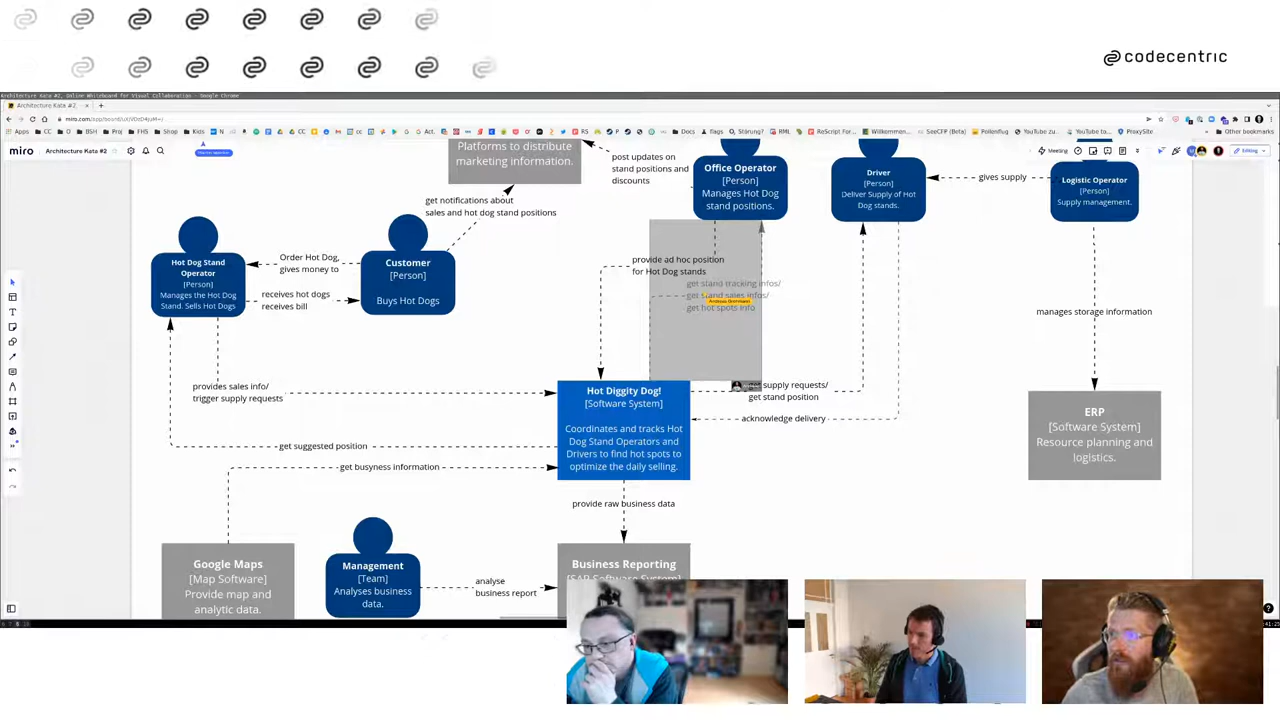 codecentric
Architecture Kata #2, Online Whiteboard for Visual Collaboration - Google Chrome
Architecture Kata #2,
Apps
CC
BSH
Proj
FHS
Shop
Kids
N
CC
Act.
RS
P
Docs
flags
Störung?
RML
ReScript For...
Willkommen...
SeeCFP (Beta)
Pollenflug
YouTube zu...
YouTube to...
ProxySite
Other bookmarks
miro
Architecture Kata #2
Meeting
Editing
Platforms to distribute
marketing information.
post updates on
stand positions and
discounts
Office Operator
[Person]
Manages Hot Dog
stand positions.
Driver
[Person]
Deliver Supply of Hot
Dog stands.
gives supply
Logistic Operator
[Person]
Supply management.
get notifications about
sales and hot dog stand positions
Hot Dog Stand
Operator
[Person]
Manages the Hot Dog
Stand. Sells Hot Dogs
Order Hot Dog,
gives money to
receives hot dogs
receives bill
Customer
[Person]
Buys Hot Dogs
provide ad hoc position
for Hot Dog stands
get stand tracking infos/
get stand sales infos/
get hot spots info
manages storage information
provides sales info/
trigger supply requests
Hot Diggity Dog!
[Software System]
Coordinates and tracks Hot
Dog Stand Operators and
Drivers to find hot spots to
optimize the daily selling.
supply requests/
get stand position
acknowledge delivery
ERP
[Software System]
Resource planning and
logistics.
get suggested position
get busyness information
provide raw business data
Google Maps
[Map Software]
Provide map and
analytic data.
Management
[Team]
Analyses business
data.
analyse
business report
Business Reporting
[SAP Software System]